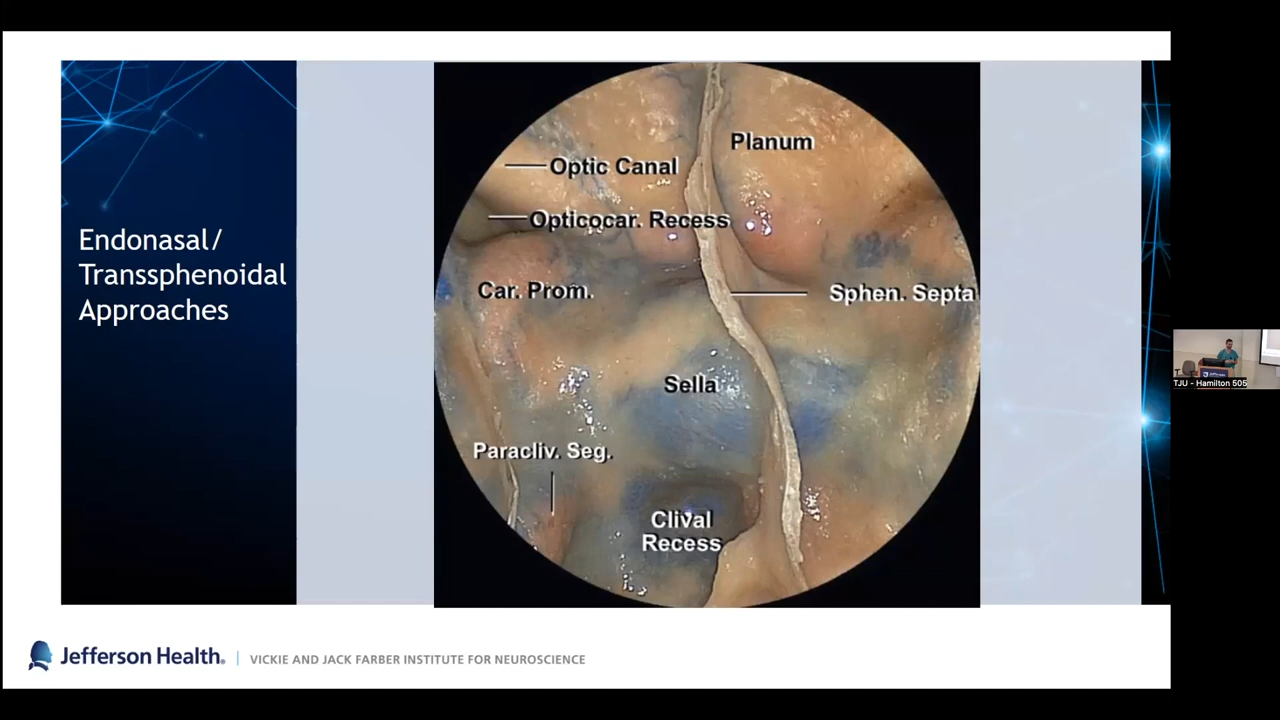 Endonasal/
Transsphenoidal
Approaches
Planum
Optic Canal
Opticocar. Recess
Car. Prom.
Sphen. Septa
Sella
Paracliv. Seg.
Clival
Recess
Jefferson Health.
VICKIE AND JACK FARBER INSTITUTE FOR NEUROSCIENCE
Jefferson
TJU - Hamilton 505